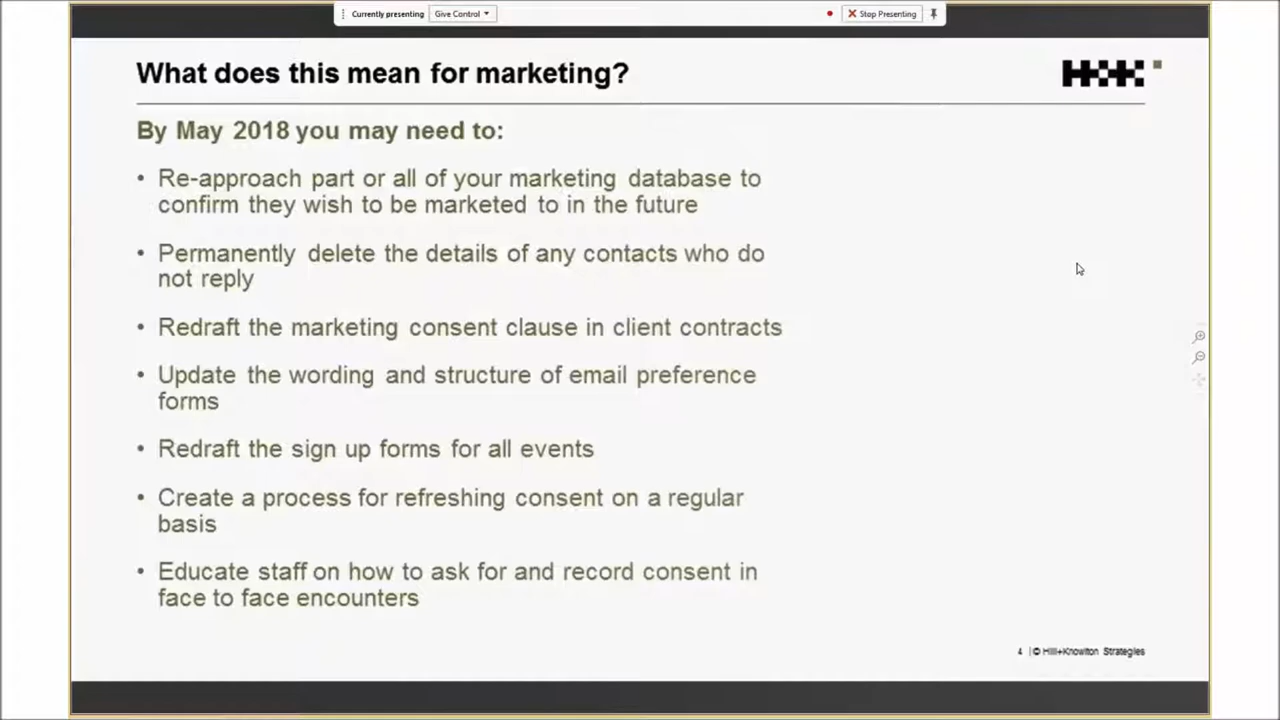 Currently presenting Give Control Stop Presenting
What does this mean for marketing?
H+K
By May 2018 you may need to:
• Re-approach part or all of your marketing database to
confirm they wish to be marketed to in the future
• Permanently delete the details of any contacts who do
not reply
• Redraft the marketing consent clause in client contracts
• Update the wording and structure of email preference
forms
• Redraft the sign up forms for all events
• Create a process for refreshing consent on a regular
basis
• Educate staff on how to ask for and record consent in
face to face encounters
4 | © Hill+Knowlton Strategies